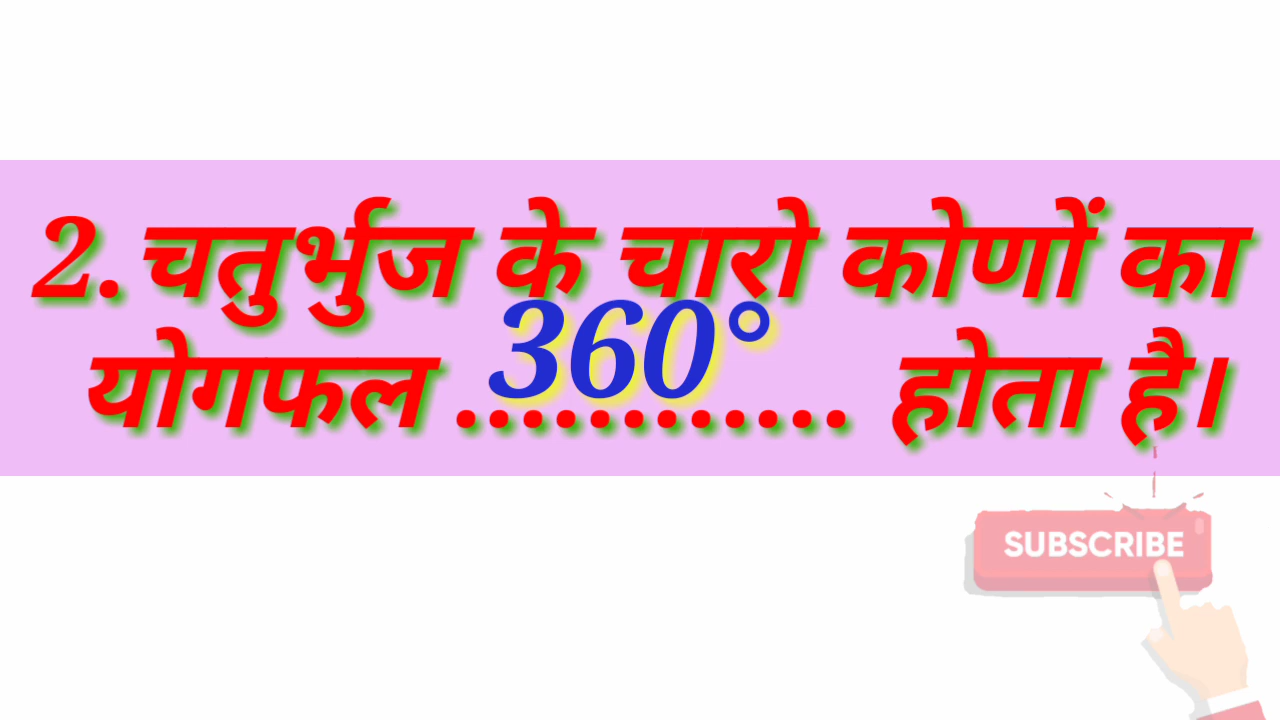 2.चतुर्भुज के चारो कोणों का
योगफल ............ होता है।
360°
SUBSCRIBE